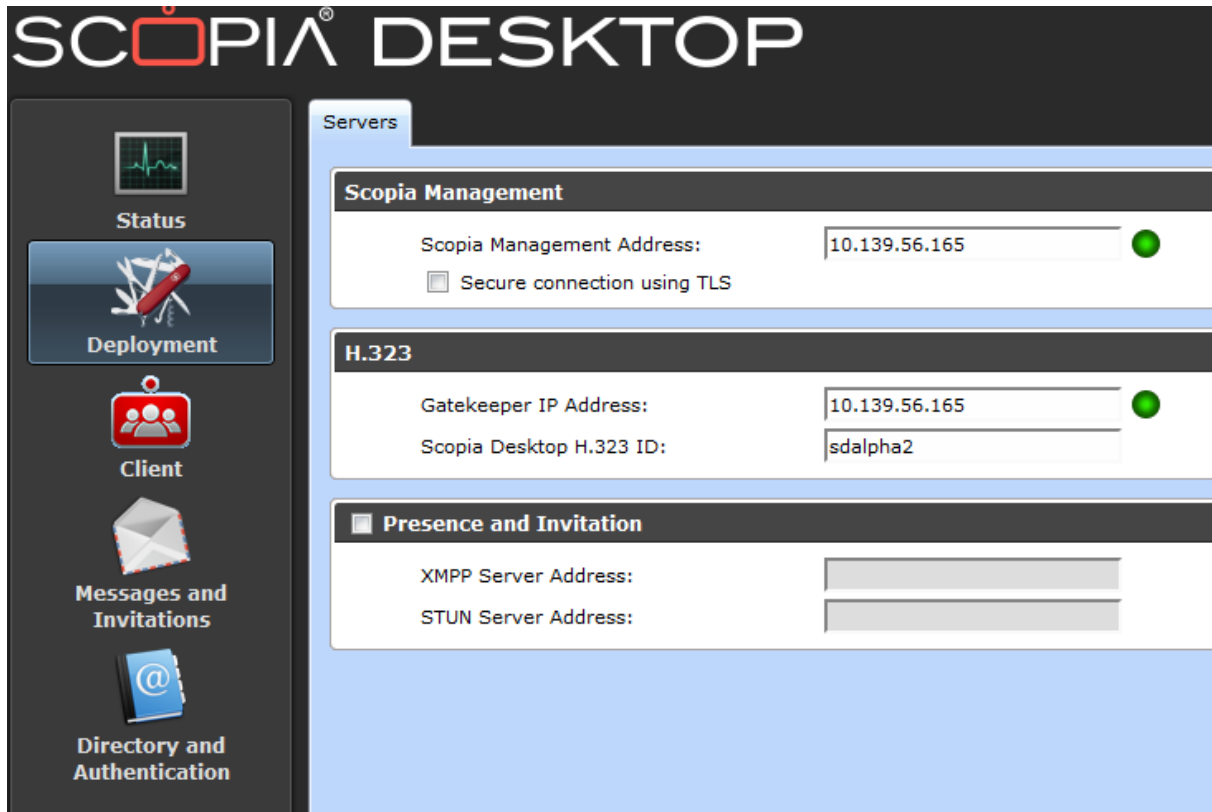 SCOPIA® DESKTOP
Status
Deployment
Client
Messages and
Invitations
@
Directory and
Authentication
Servers
Scopia Management
Scopia Management Address: 10.139.56.165
Secure connection using TLS
H.323
Gatekeeper IP Address: 10.139.56.165
Scopia Desktop H.323 ID: sdalpha2
Presence and Invitation
XMPP Server Address:
STUN Server Address: